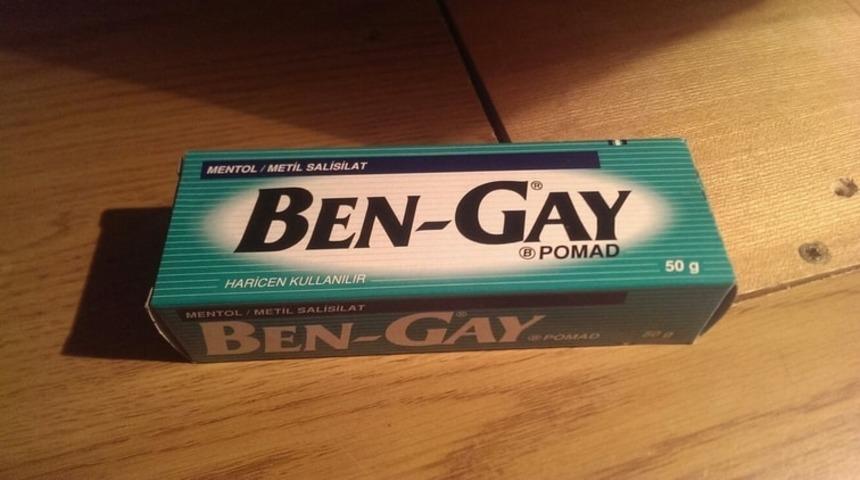 MENTOL / METİL SALİSİLAT
BEN-GAY®
Ⓑ POMAD
50 g
HARİCEN KULLANILIR
MENTOL / METİL SALİSİLAT
BEN-GAY®
Ⓑ POMAD
50 g